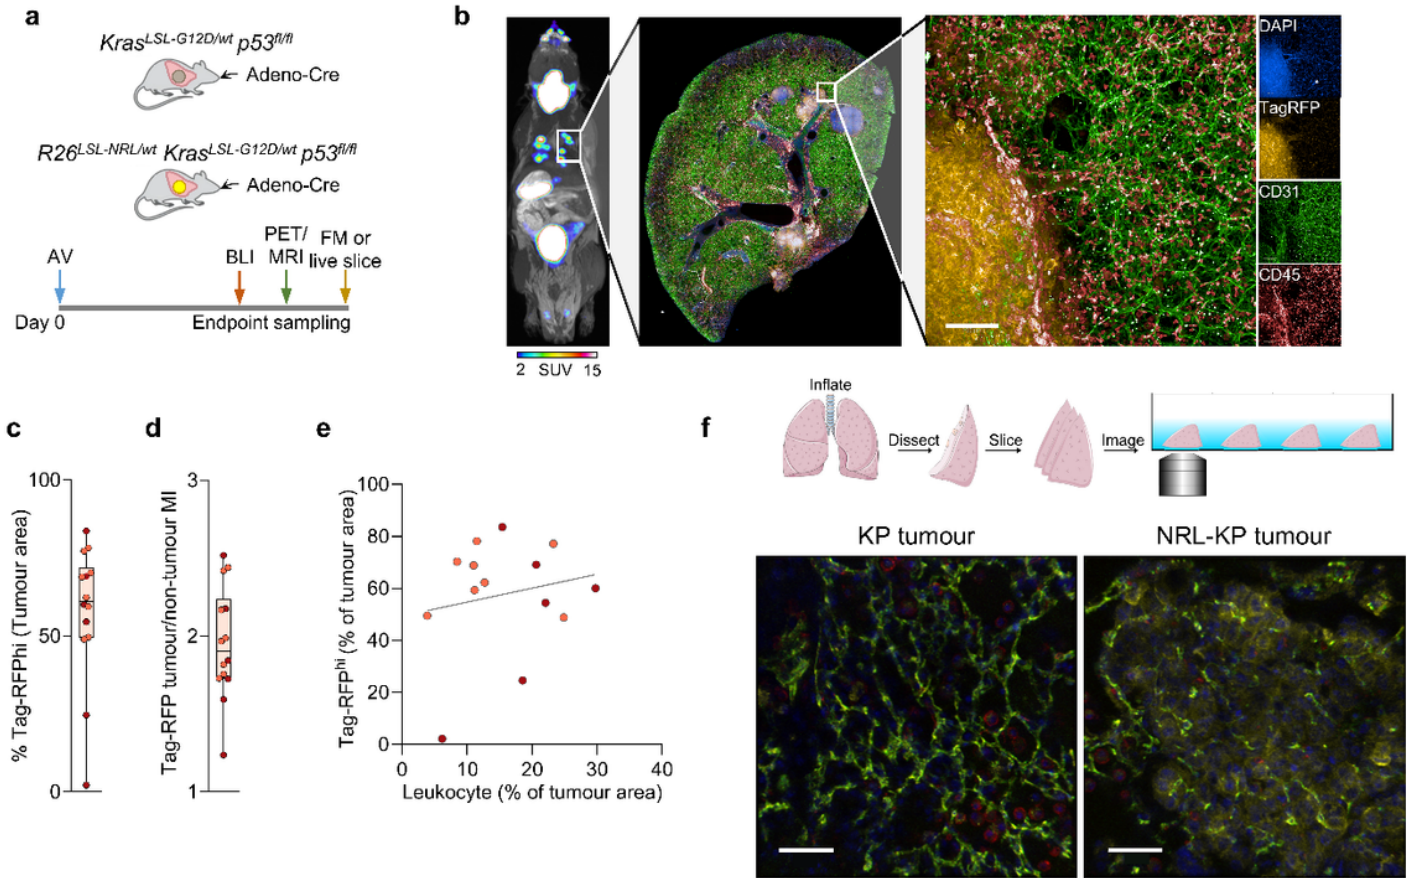 a
Kras^LSL-G12D/wt p53^fl/fl
Adeno-Cre
R26^LSL-NRL/wt Kras^LSL-G12D/wt p53^fl/fl
Adeno-Cre
AV
BLI
PET/
MRI
FM or
live slice
Day 0
Endpoint sampling
b
2 SUV 15
DAPI
TagRFP
CD31
CD45
c
% Tag-RFPhi (Tumour area)
100
50
0
d
Tag-RFP tumour/non-tumour MI
3
2
1
e
Tag-RFP^hi (% of tumour area)
100
80
60
40
20
0
0 10 20 30 40
Leukocyte (% of tumour area)
f
Inflate
Dissect
Slice
Image
KP tumour
NRL-KP tumour